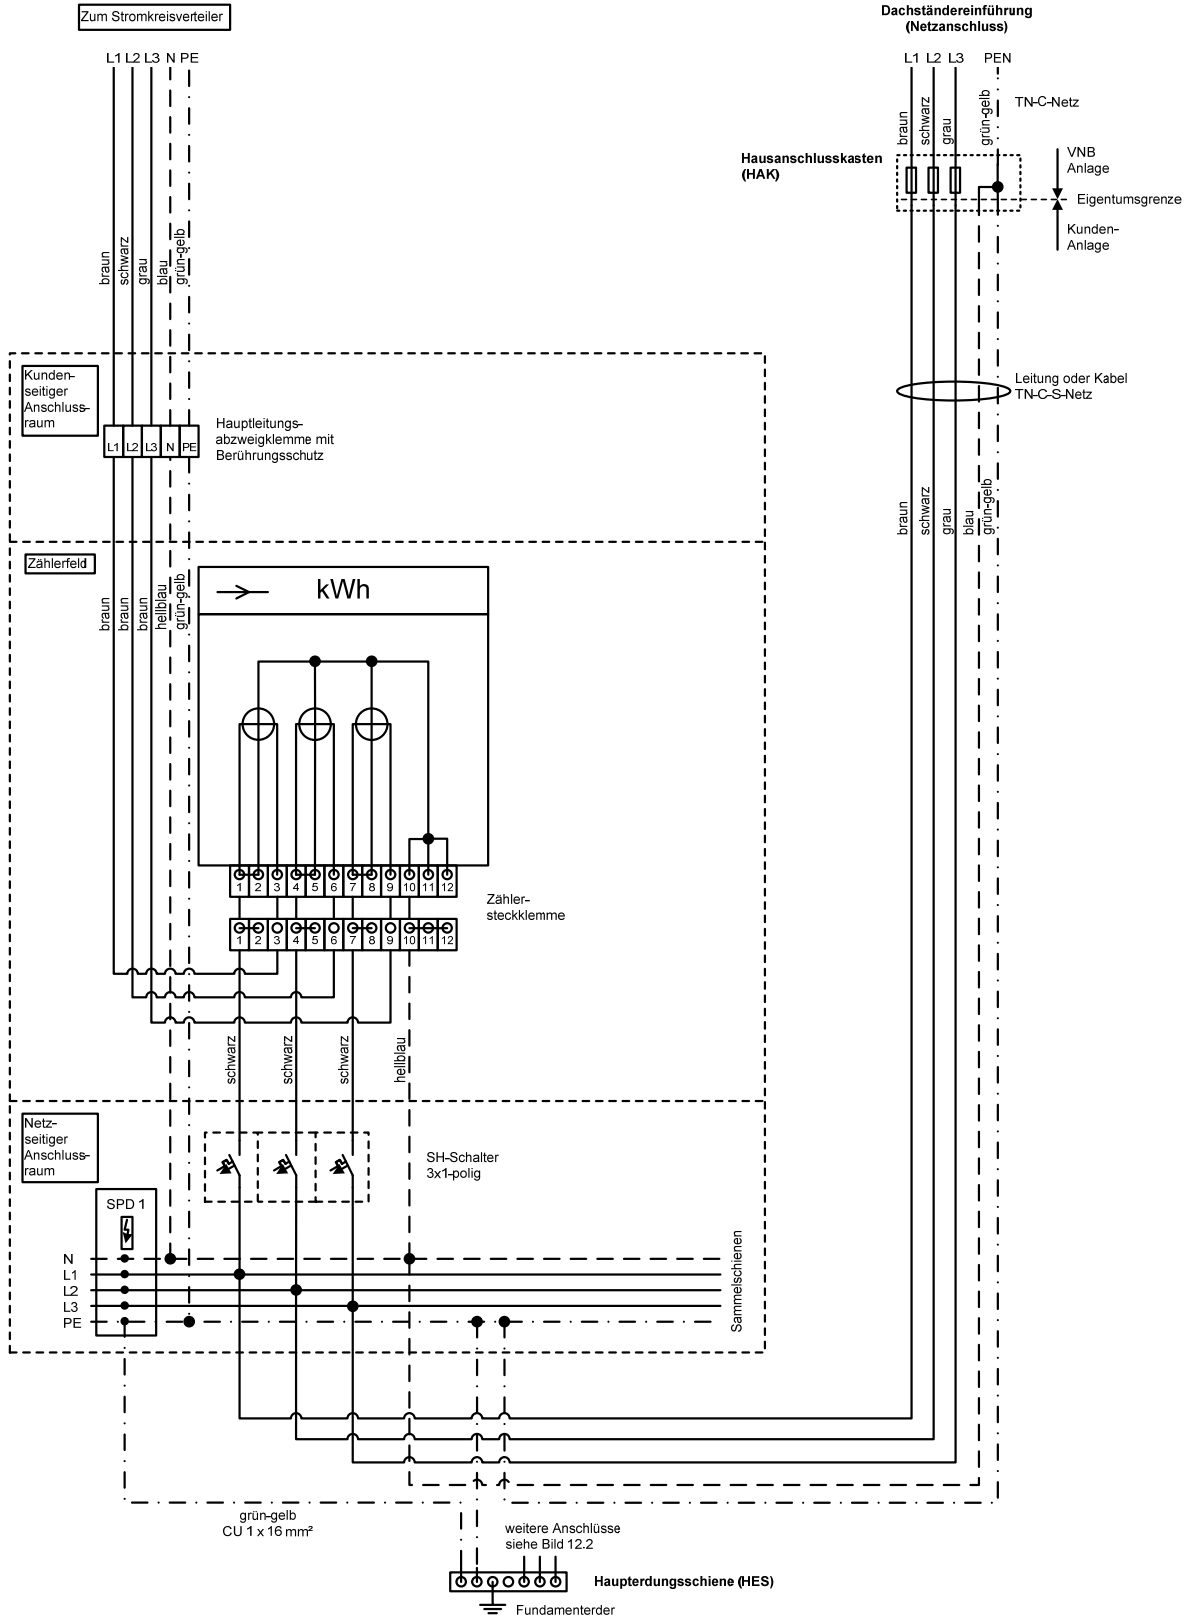 Zum Stromkreisverteiler
L1 L2 L3 N PE
braun
schwarz
grau
blau
grün-gelb
Dachständereinführung
(Netzanschluss)
L1 L2 L3 PEN
braun
schwarz
grau
grün-gelb
TN-C-Netz
Hausanschlusskasten
(HAK)
VNB
Anlage
Eigentumsgrenze
Kunden-
Anlage
Leitung oder Kabel
TN-C-S-Netz
braun
schwarz
grau
blau
grün-gelb
Kunden-
seitiger
Anschluss-
raum
L1 L2 L3 N PE
Hauptleitungs-
abzweigklemme mit
Berührungsschutz
Zählerfeld
braun
braun
braun
hellblau
grün-gelb
kWh
1 2 3 4 5 6 7 8 9 10 11 12
Zähler-
steckklemme
1 2 3 4 5 6 7 8 9 10 11 12
schwarz
schwarz
schwarz
hellblau
Netz-
seitiger
Anschluss-
raum
SH-Schalter
3x1-polig
SPD 1
N
L1
L2
L3
PE
Sammelschienen
grün-gelb
CU 1 x 16 mm²
weitere Anschlüsse
siehe Bild 12.2
Haupterdungsschiene (HES)
Fundamenterder